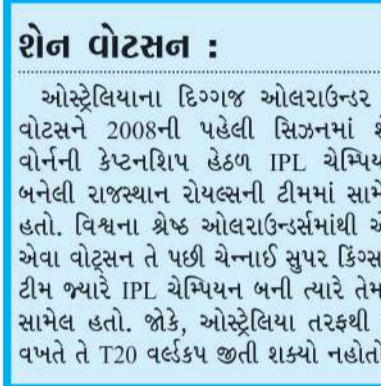 શેન વોટસન :
ઓસ્ટ્રેલિયાના દિગ્ગજ ઓલરાઉન્ડર
વોટસને 2008ની પહેલી સિઝનમાં
વોર્નની કેપ્ટનશિપ હેઠળ IPL
બનેલી રાજસ્થાન રોયલ્સની ટીમમાં
હતો. વિશ્વના શ્રેષ્ઠ ઓલરાઉન્ડર્સમાંથી
એવા વોટ્સન તે પછી ચેન્નાઈ સુપર કિંગ્સ
ટીમ જ્યારે IPL ચેમ્પિયન બની ત્યારે
સામેલ હતો. જોકે, ઓસ્ટ્રેલિયા તરફથી
વખતે તે T20 વર્લ્ડકપ જીતી શક્યો નહોતો